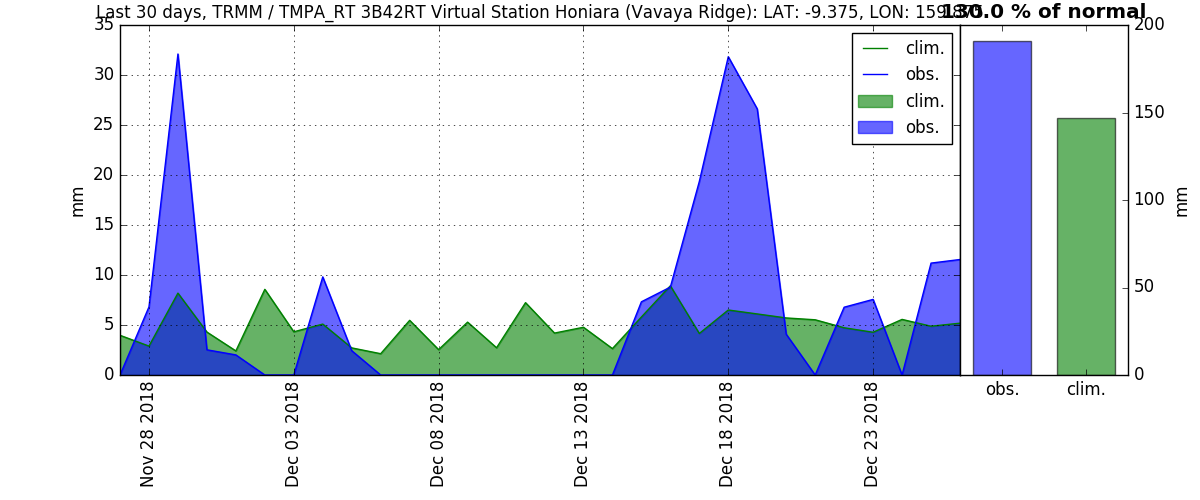 Last 30 days, TRMM / TMPA_RT 3B42RT Virtual Station Honiara (Vavaya Ridge): LAT: -9.375, LON:
130.0 % of normal
35
30
25
20
15
10
5
0
mm
clim.
obs.
clim.
obs.
Nov 28 2018
Dec 03 2018
Dec 08 2018
Dec 13 2018
Dec 18 2018
Dec 23 2018
200
150
100
50
0
mm
obs.
clim.